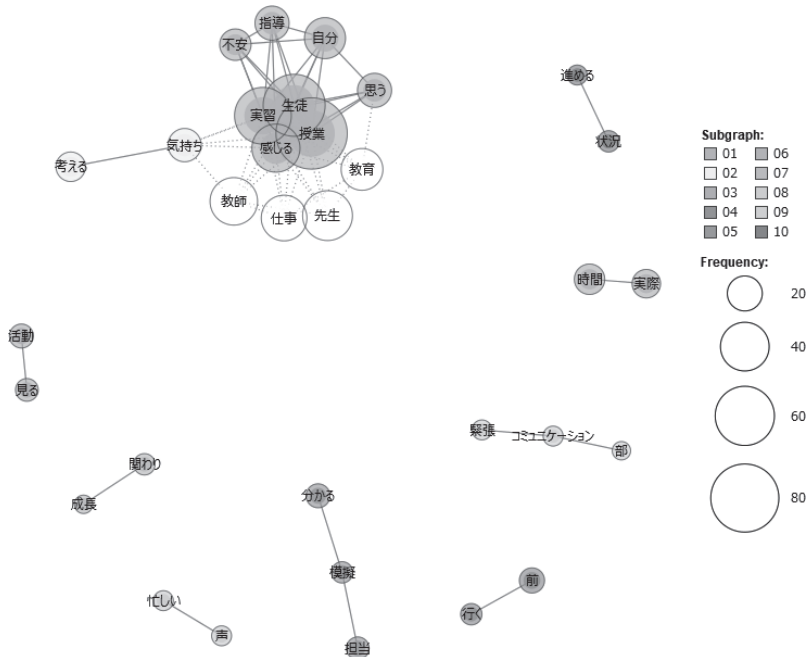 指導
不安
自分
思う
生徒
実習
授業
感じる
気持ち
考える
教育
教師
仕事
先生
進める
状況
Subgraph:
01 06
02 07
03 08
04 09
05 10
Frequency:
20
40
60
80
時間
実際
活動
見る
緊張
コミュニケーション
部
関わり
成長
分かる
模擬
担当
前
行く
忙しい
声